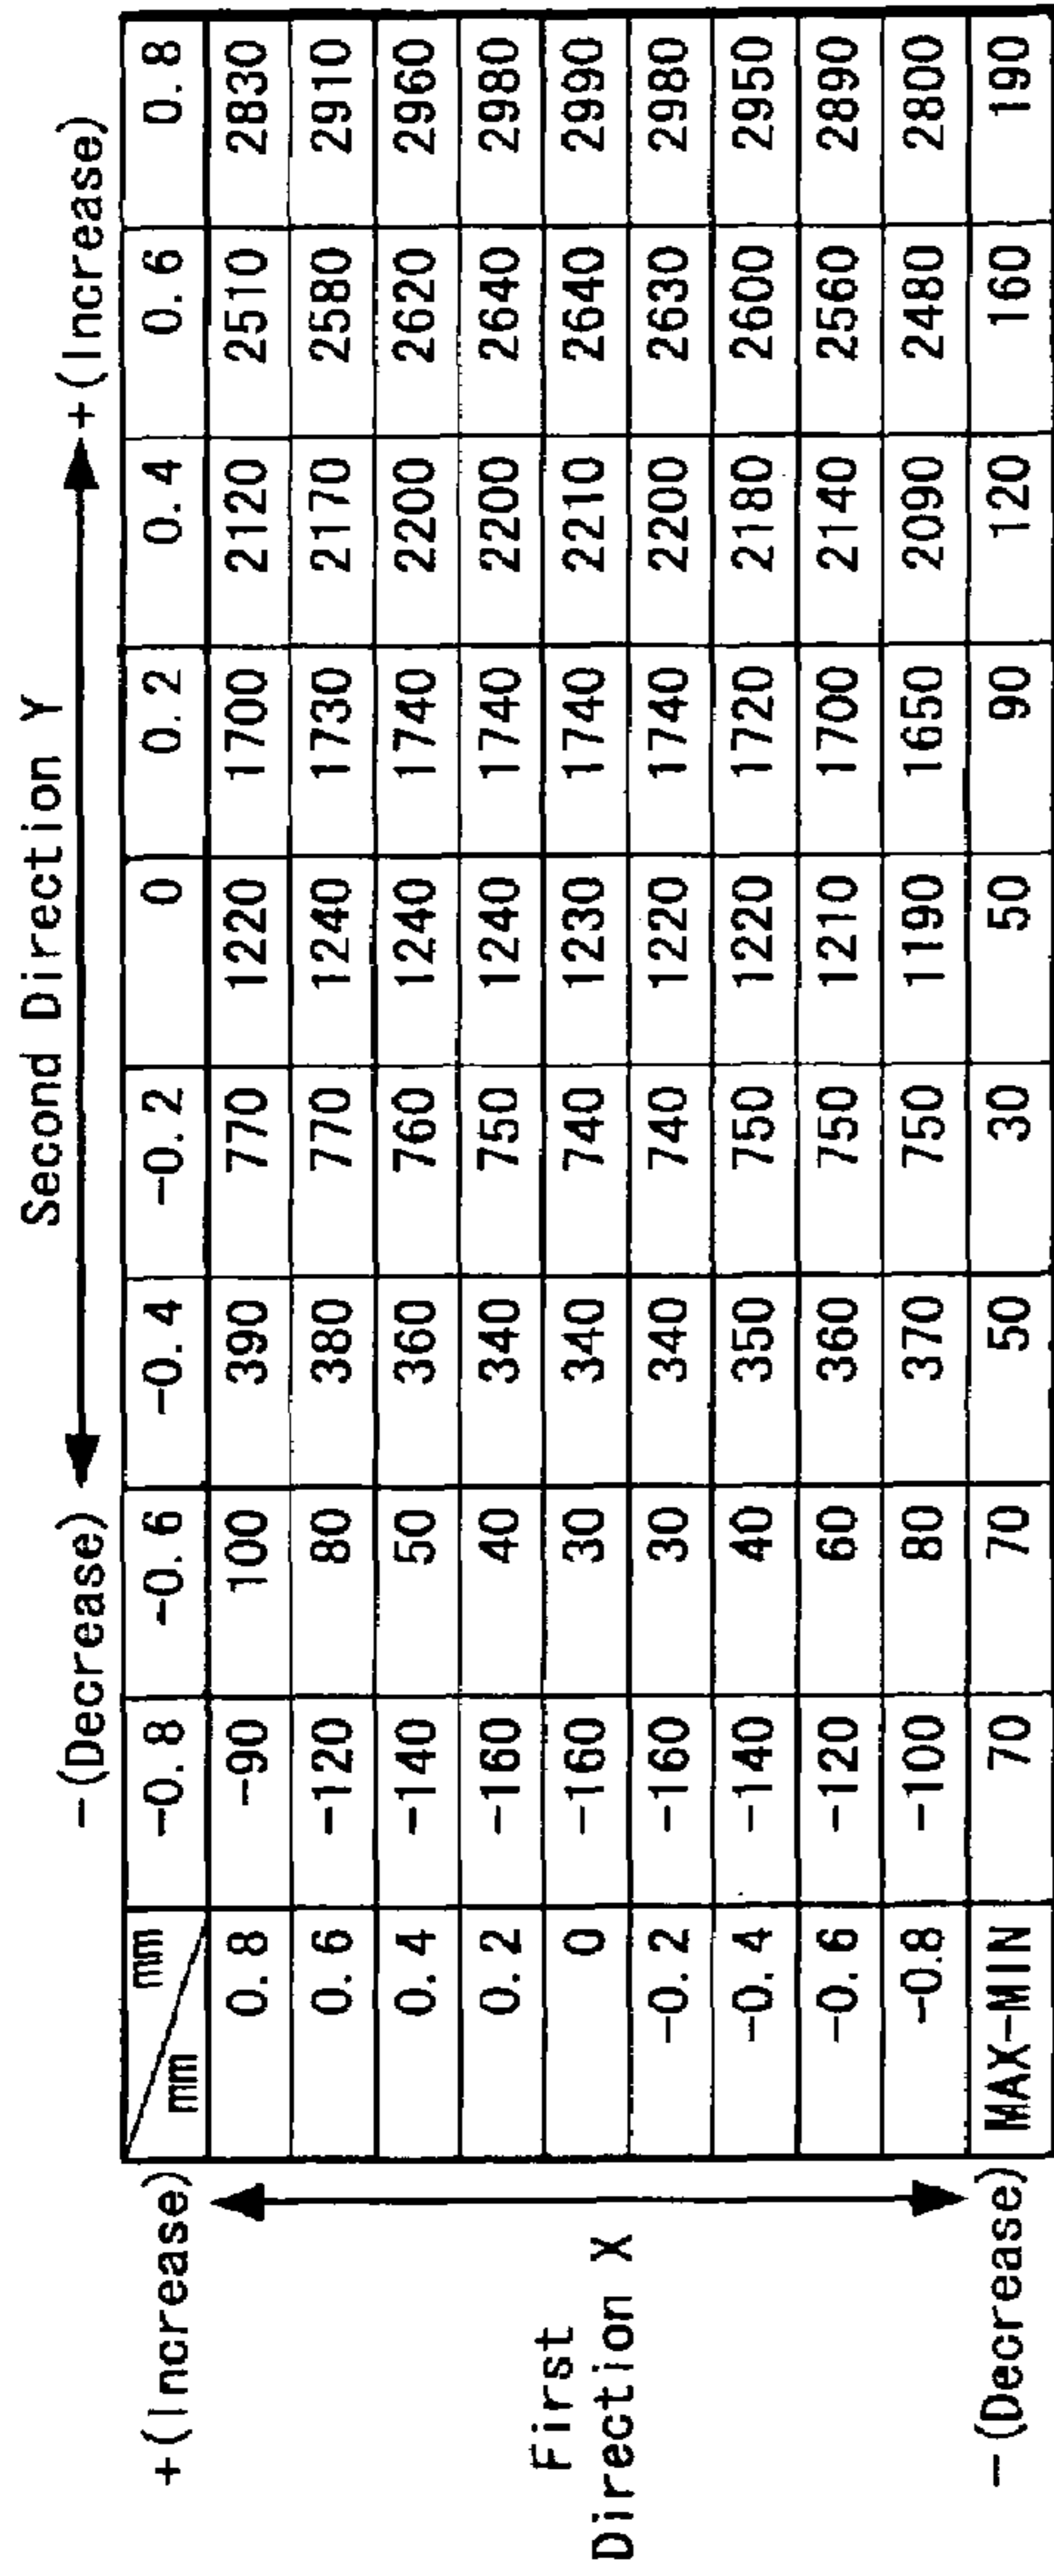 Second Direction Y
-(Decrease) +(Increase)
mm mm -0.8 -0.6 -0.4 -0.2 0 0.2 0.4 0.6 0.8
+(Increase)
0.8 -90 100 390 770 1220 1700 2120 2510 2830
0.6 -120 80 380 770 1240 1730 2170 2580 2910
0.4 -140 50 360 760 1240 1740 2200 2620 2960
0.2 -160 40 340 750 1240 1740 2200 2640 2980
First
Direction X
0 -160 30 340 740 1230 1740 2210 2640 2990
-0.2 -160 30 340 740 1220 1740 2200 2630 2980
-0.4 -140 40 350 750 1220 1720 2180 2600 2950
-0.6 -120 60 360 750 1210 1700 2140 2560 2890
-0.8 -100 80 370 750 1190 1650 2090 2480 2800
-(Decrease)
MAX-MIN 70 70 50 30 50 90 120 160 190